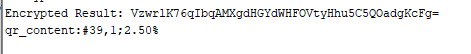 Encrypted Result: VzwrlK76qIbqAMXgdHGYdWHFOVtyHhu5C5QOadgKcFg=
qr_content:#39,1;2.50%